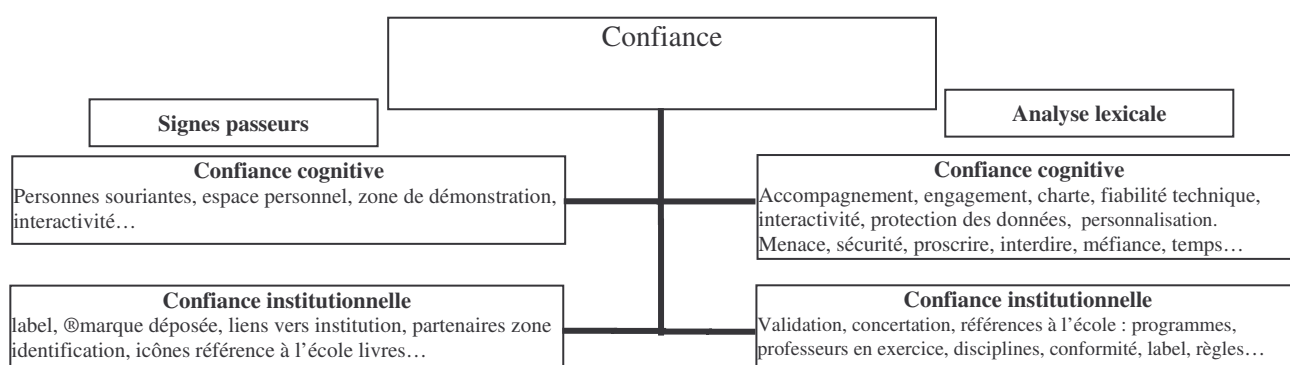 Confiance
Signes passeurs
Analyse lexicale
Confiance cognitive
Personnes souriantes, espace personnel, zone de démonstration,
interactivité…
Confiance cognitive
Accompagnement, engagement, charte, fiabilité technique,
interactivité, protection des données, personnalisation.
Menace, sécurité, proscrire, interdire, méfiance, temps…
Confiance institutionnelle
label, ®marque déposée, liens vers institution, partenaires zone
identification, icônes référence à l’école livres…
Confiance institutionnelle
Validation, concertation, références à l’école : programmes,
professeurs en exercice, disciplines, conformité, label, règles…